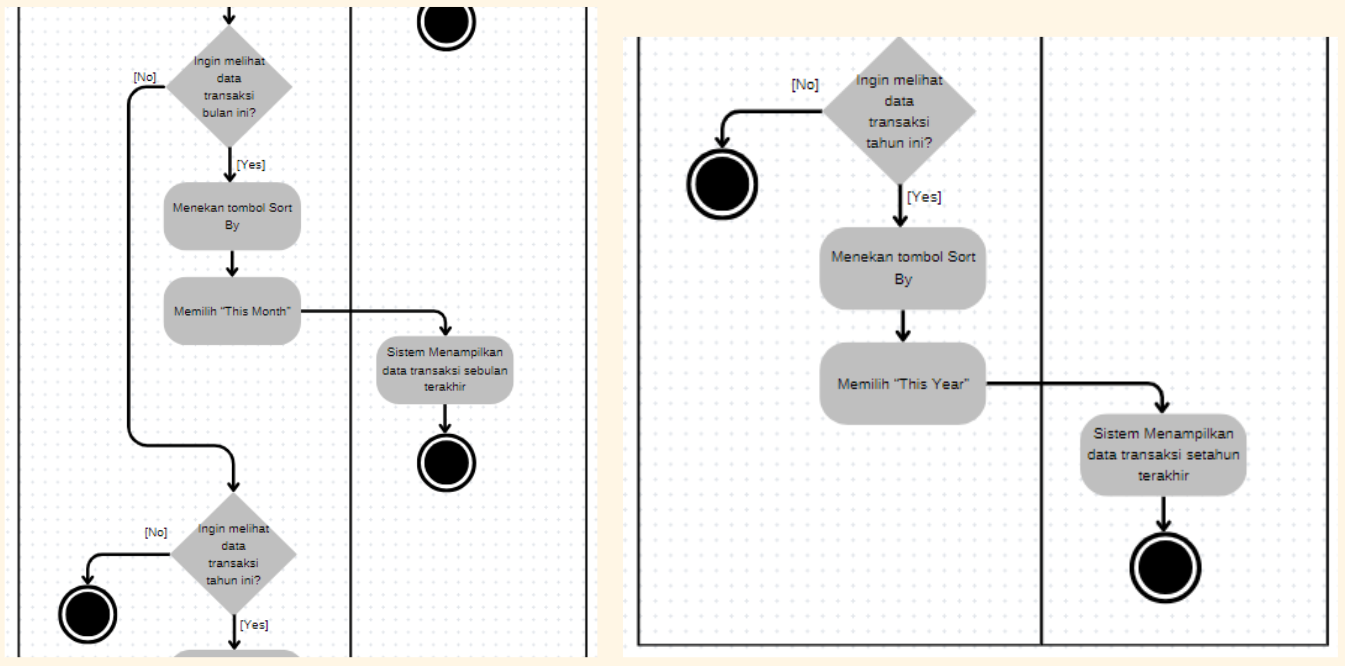 Ingin melihat
data
transaksi
bulan ini?
[No]
[Yes]
Menekan tombol Sort
By
Memilih "This Month"
Sistem Menampilkan
data transaksi sebulan
terakhir
Ingin melihat
data
transaksi
tahun ini?
[No]
[Yes]
Ingin melihat
data
transaksi
tahun ini?
[No]
[Yes]
Menekan tombol Sort
By
Memilih "This Year"
Sistem Menampilkan
data transaksi setahun
terakhir